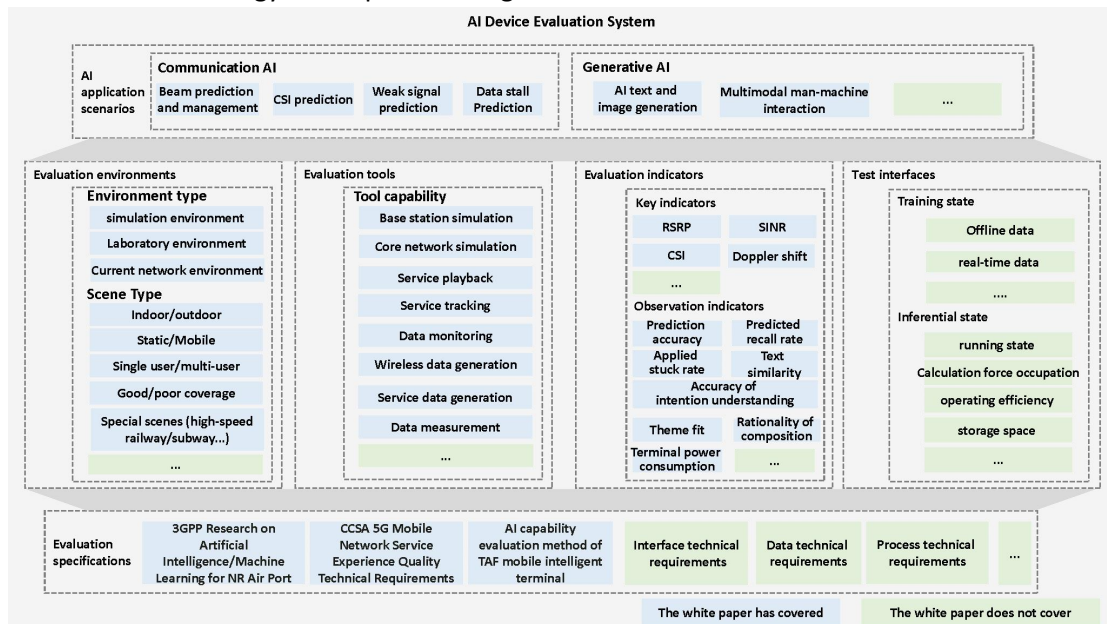 AI Device Evaluation System
AI
application
scenarios
Communication AI
Beam prediction
and management
CSI prediction
Weak signal
prediction
Data stall
Prediction
Generative AI
AI text and
image generation
Multimodal man-machine
interaction
...
Evaluation environments
Environment type
simulation environment
Laboratory environment
Current network environment
Scene Type
Indoor/outdoor
Static/Mobile
Single user/multi-user
Good/poor coverage
Special scenes (high-speed
railway/subway...)
...
Evaluation tools
Tool capability
Base station simulation
Core network simulation
Service playback
Service tracking
Data monitoring
Wireless data generation
Service data generation
Data measurement
...
Evaluation indicators
Key indicators
RSRP
SINR
CSI
Doppler shift
...
Observation indicators
Prediction
accuracy
Predicted
recall rate
Applied
stuck rate
Text
similarity
Accuracy of
intention understanding
Theme fit
Rationality of
composition
Terminal power
consumption
...
Test interfaces
Training state
Offline data
real-time data
....
Inferential state
running state
Calculation force occupation
operating efficiency
storage space
...
Evaluation
specifications
3GPP Research on
Artificial
Intelligence/Machine
Learning for NR Air Port
CCSA 5G Mobile
Network Service
Experience Quality
Technical Requirements
AI capability
evaluation method of
TAF mobile intelligent
terminal
Interface technical
requirements
Data technical
requirements
Process technical
requirements
...
The white paper has covered
The white paper does not cover